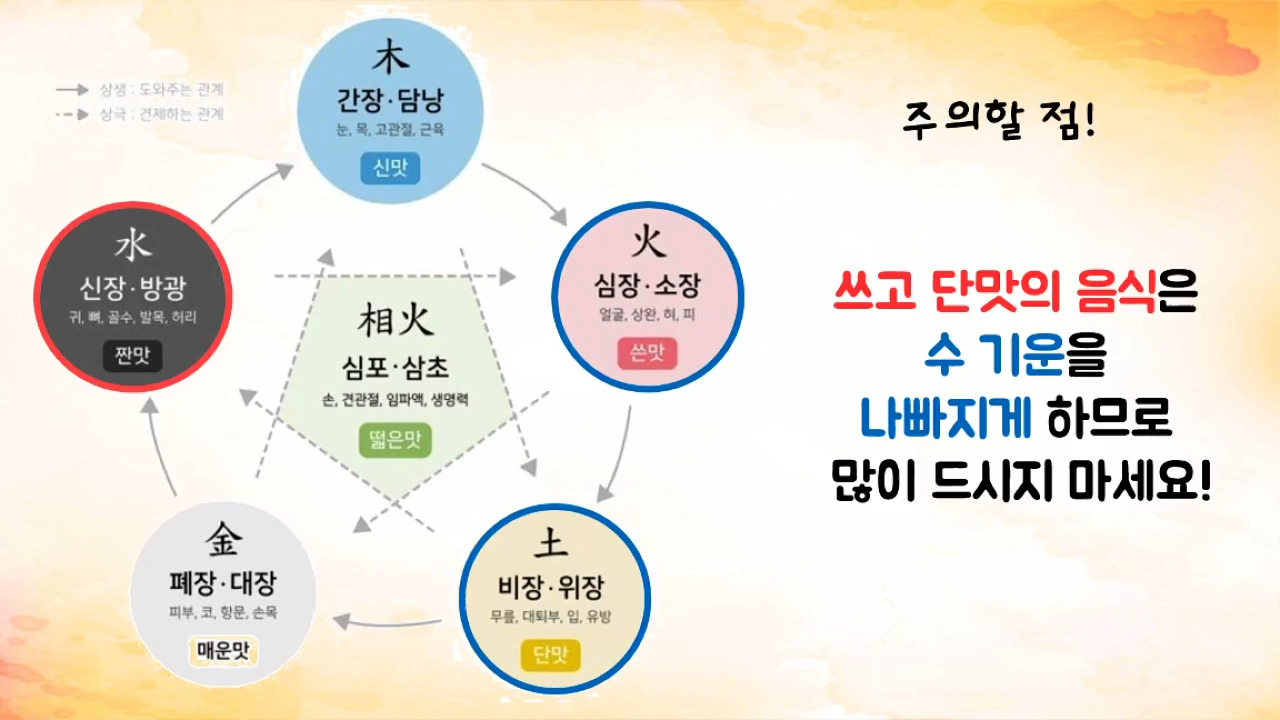 상생 : 도와주는 관계
상극 : 견제하는 관계
木
간장·담낭
눈, 목, 고관절, 근육
신맛
水
신장·방광
귀, 뼈, 골수, 발목, 허리
짠맛
火
심장·소장
얼굴, 상완, 혀, 피
쓴맛
相火
심포·삼초
손, 견관절, 임파액, 생명력
떫은맛
金
폐장·대장
피부, 코, 항문, 손목
매운맛
土
비장·위장
무릎, 대퇴부, 입, 유방
단맛
주의할 점!
쓰고 단맛의 음식은
수 기운을
나빠지게 하므로
많이 드시지 마세요!